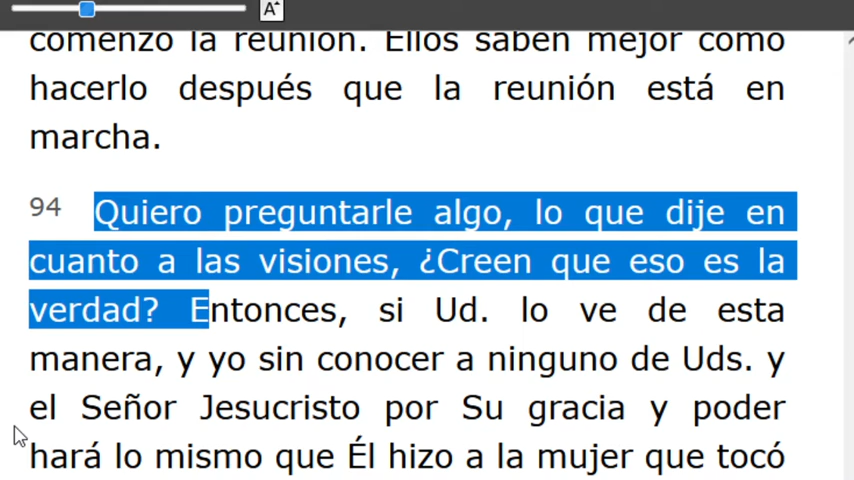 A
comenzó la reunión. Ellos saben mejor cómo
hacerlo después que la reunión está en
marcha.
94 Quiero preguntarle algo, lo que dije en
cuanto a las visiones, ¿Creen que eso es la
verdad? Entonces, si Ud. lo ve de esta
manera, y yo sin conocer a ninguno de Uds. y
el Señor Jesucristo por Su gracia y poder
hará lo mismo que Él hizo a la mujer que tocó